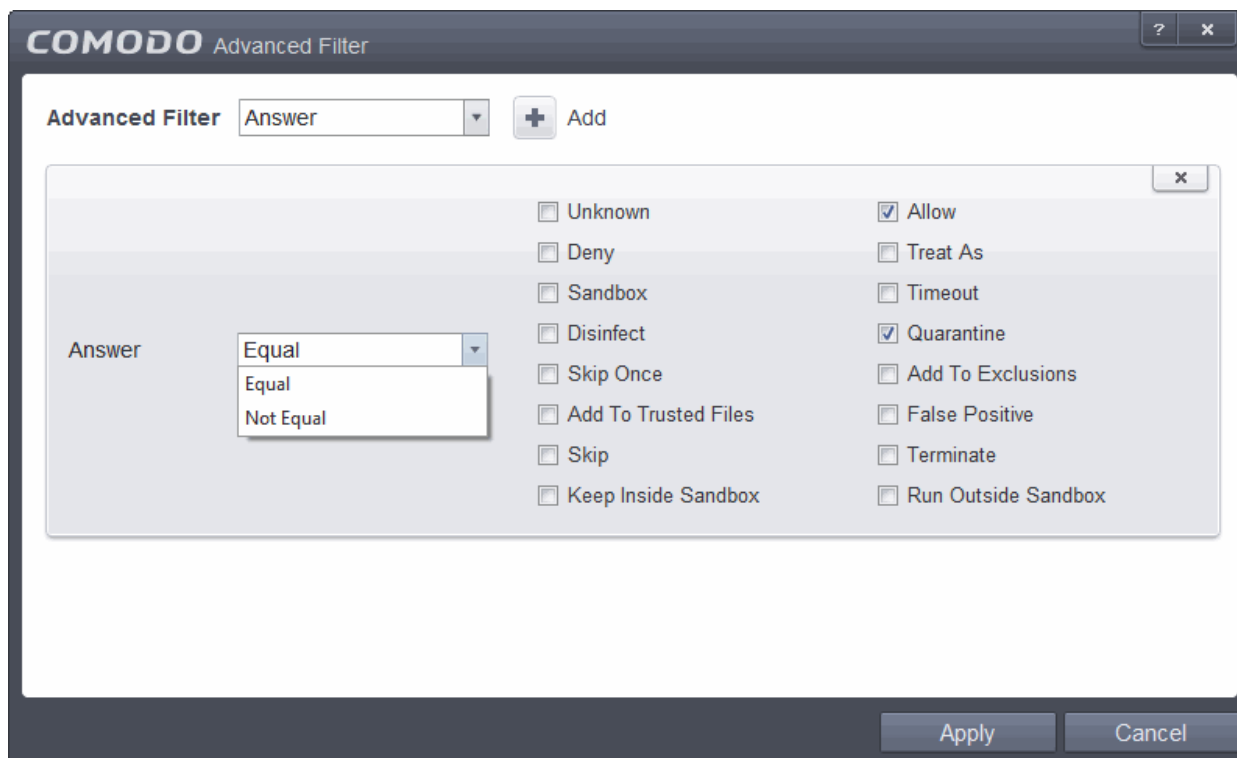 COMODO Advanced Filter
? ×
Advanced Filter Answer + Add
×
Unknown Allow
Deny Treat As
Sandbox Timeout
Disinfect Quarantine
Answer Equal
Skip Once Add To Exclusions
Equal
Add To Trusted Files False Positive
Not Equal
Skip Terminate
Keep Inside Sandbox Run Outside Sandbox
Apply Cancel